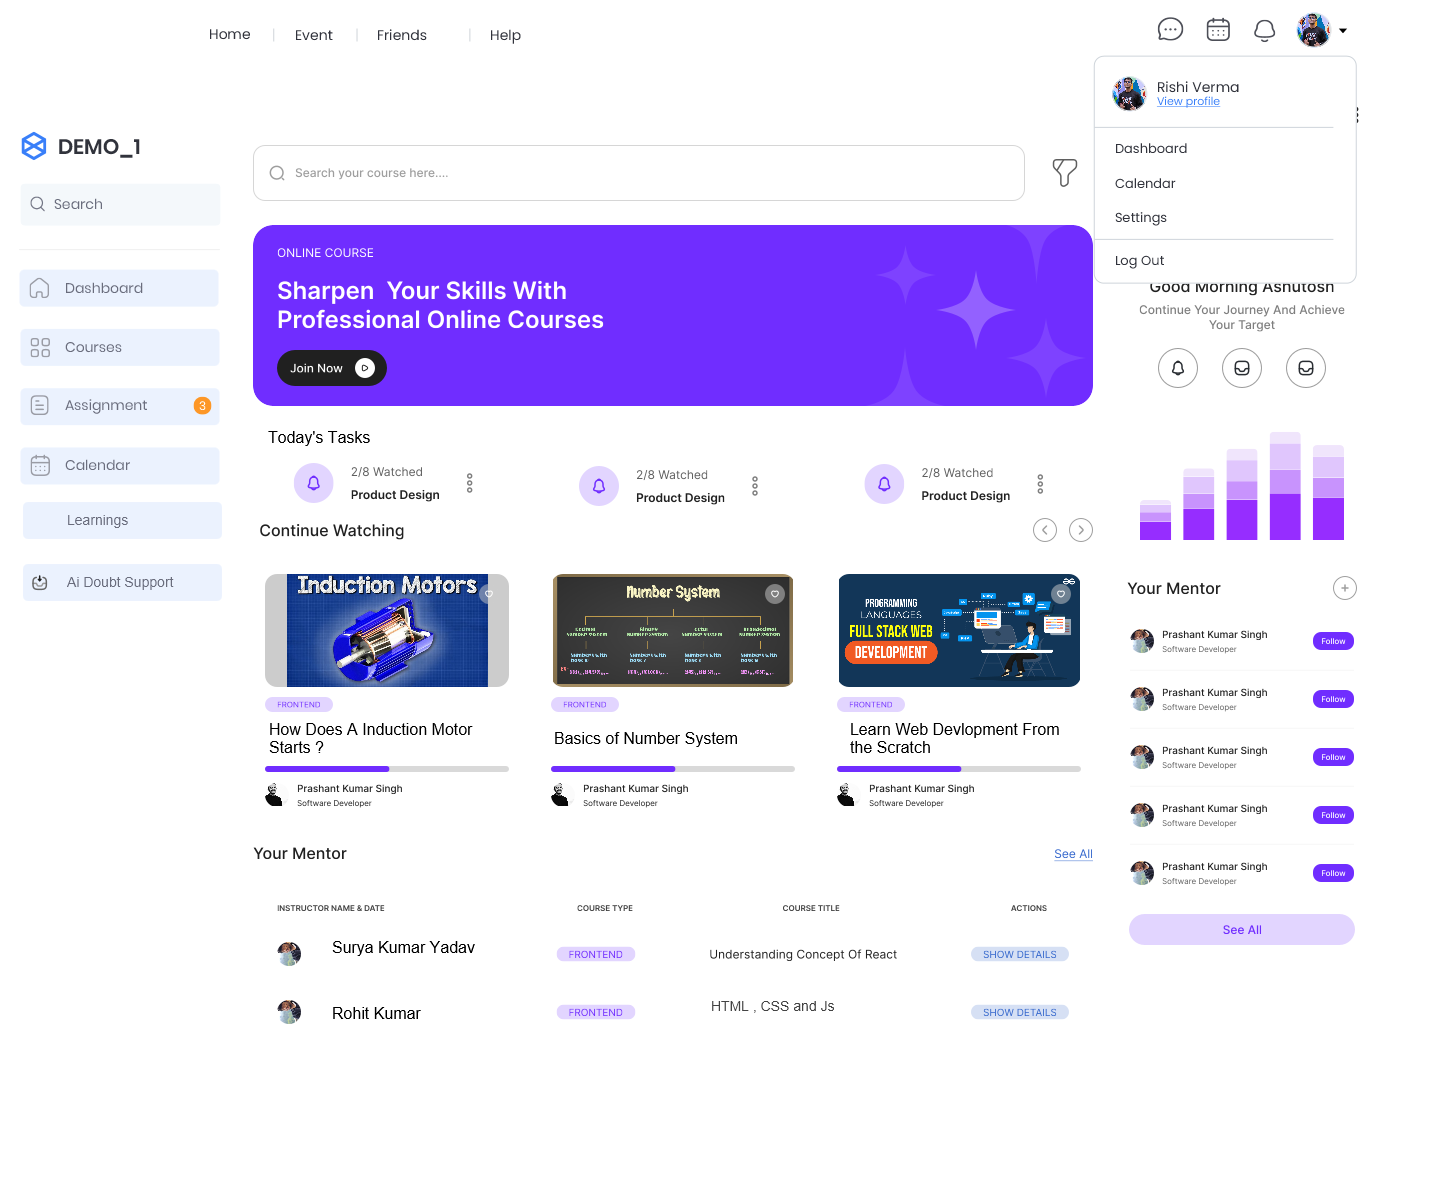 Home
Event
Friends
Help
Rishi Verma
View profile
Dashboard
Calendar
Settings
Log Out
DEMO_1
Search
Dashboard
Courses
Assignment
3
Calendar
Learnings
Ai Doubt Support
Search your course here....
ONLINE COURSE
Sharpen Your Skills With
Professional Online Courses
Join Now
Good Morning Ashutosh
Continue Your Journey And Achieve
Your Target
Today's Tasks
2/8 Watched
Product Design
2/8 Watched
Product Design
2/8 Watched
Product Design
Continue Watching
Induction Motors
Number System
PROGRAMMING
LANGUAGES
FULL STACK WEB
DEVELOPMENT
FRONTEND
FRONTEND
FRONTEND
How Does A Induction Motor
Starts ?
Basics of Number System
Learn Web Devlopment From
the Scratch
Prashant Kumar Singh
Software Developer
Prashant Kumar Singh
Software Developer
Prashant Kumar Singh
Software Developer
Your Mentor
Prashant Kumar Singh
Software Developer
Follow
Prashant Kumar Singh
Software Developer
Follow
Prashant Kumar Singh
Software Developer
Follow
Prashant Kumar Singh
Software Developer
Follow
Prashant Kumar Singh
Software Developer
Follow
See All
Your Mentor
See All
INSTRUCTOR NAME & DATE
COURSE TYPE
COURSE TITLE
ACTIONS
Surya Kumar Yadav
FRONTEND
Understanding Concept Of React
SHOW DETAILS
Rohit Kumar
FRONTEND
HTML , CSS and Js
SHOW DETAILS